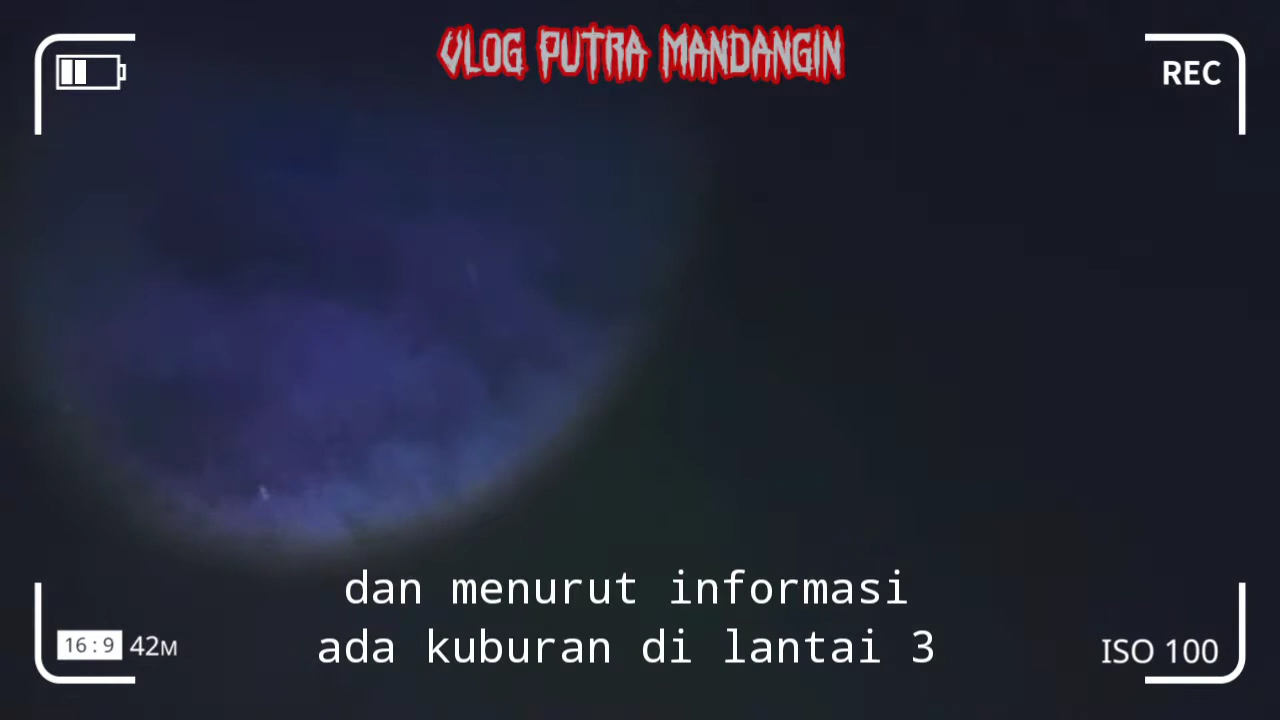 VLOG PUTRA MANDANGIN
REC
dan menurut informasi
ada kuburan di lantai 3
16:9 42M
ISO 100